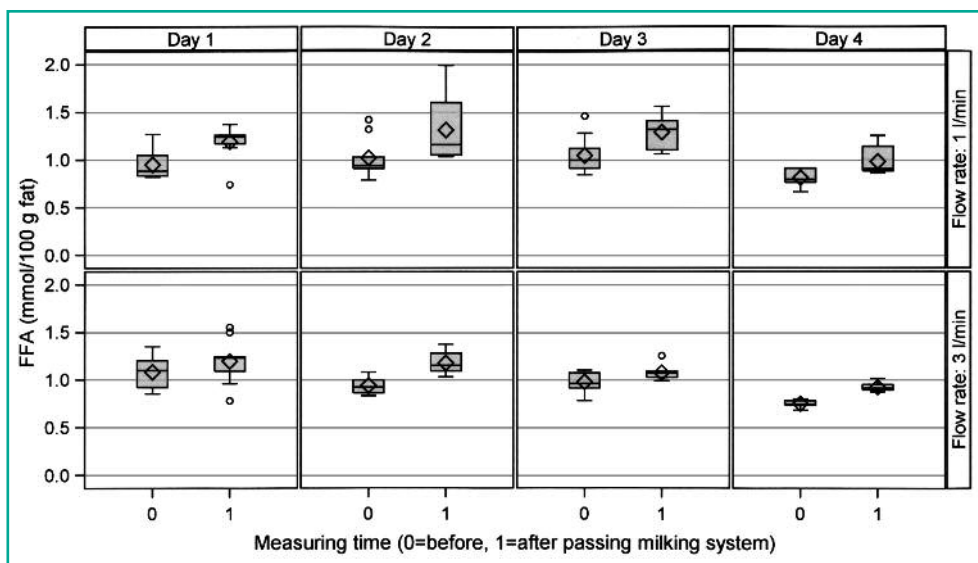 Day 1 Day 2 Day 3 Day 4
2.0
1.5
1.0
0.5
0.0
Flow rate: 1 l/min
FFA (mmol/100 g fat)
2.0
1.5
1.0
0.5
0.0
Flow rate: 3 l/min
0 1 0 1 0 1 0 1
Measuring time (0=before, 1=after passing milking system)